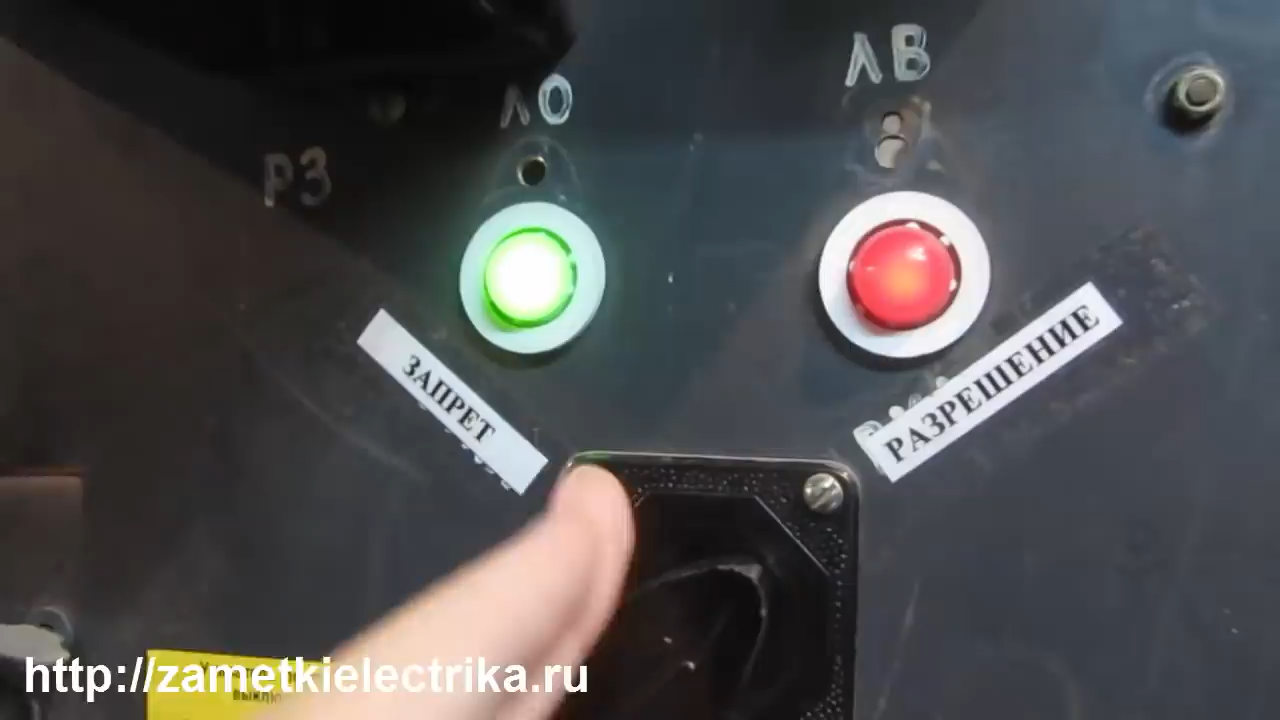 ЛО
ЛВ
РЗ
ЗАПРЕТ
РАЗРЕШЕНИЕ
http://zametkielectrika.ru